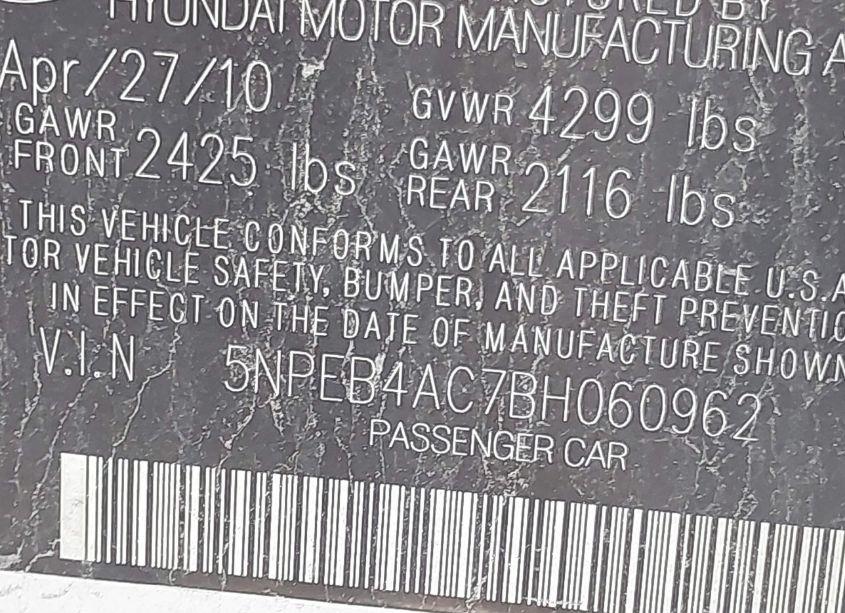 HYUNDAI MOTOR MANUFACTURING A
Apr/27/10
GVWR 4299 lbs
GAWR FRONT 2425 lbs
GAWR REAR 2116 lbs
THIS VEHICLE CONFORMS TO ALL APPLICABLE U.S.A
TOR VEHICLE SAFETY, BUMPER, AND THEFT PREVENTIO
IN EFFECT ON THE DATE OF MANUFACTURE SHOWN
V.I.N 5NPEB4AC7BH060962
PASSENGER CAR